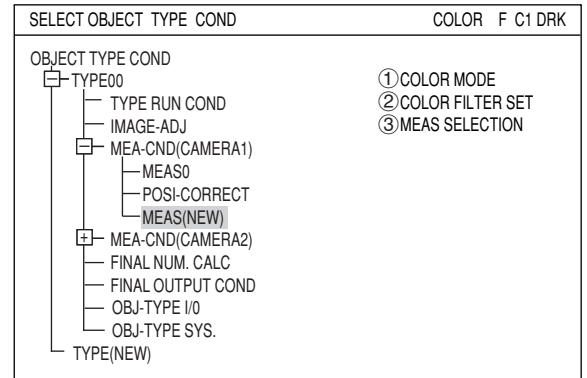 SELECT OBJECT TYPE COND COLOR F C1 DRK
OBJECT TYPE COND
TYPE00
①COLOR MODE
TYPE RUN COND
②COLOR FILTER SET
IMAGE-ADJ
③MEAS SELECTION
MEA-CND(CAMERA1)
MEAS0
POSI-CORRECT
MEAS(NEW)
MEA-CND(CAMERA2)
FINAL NUM. CALC
FINAL OUTPUT COND
OBJ-TYPE I/0
OBJ-TYPE SYS.
TYPE(NEW)